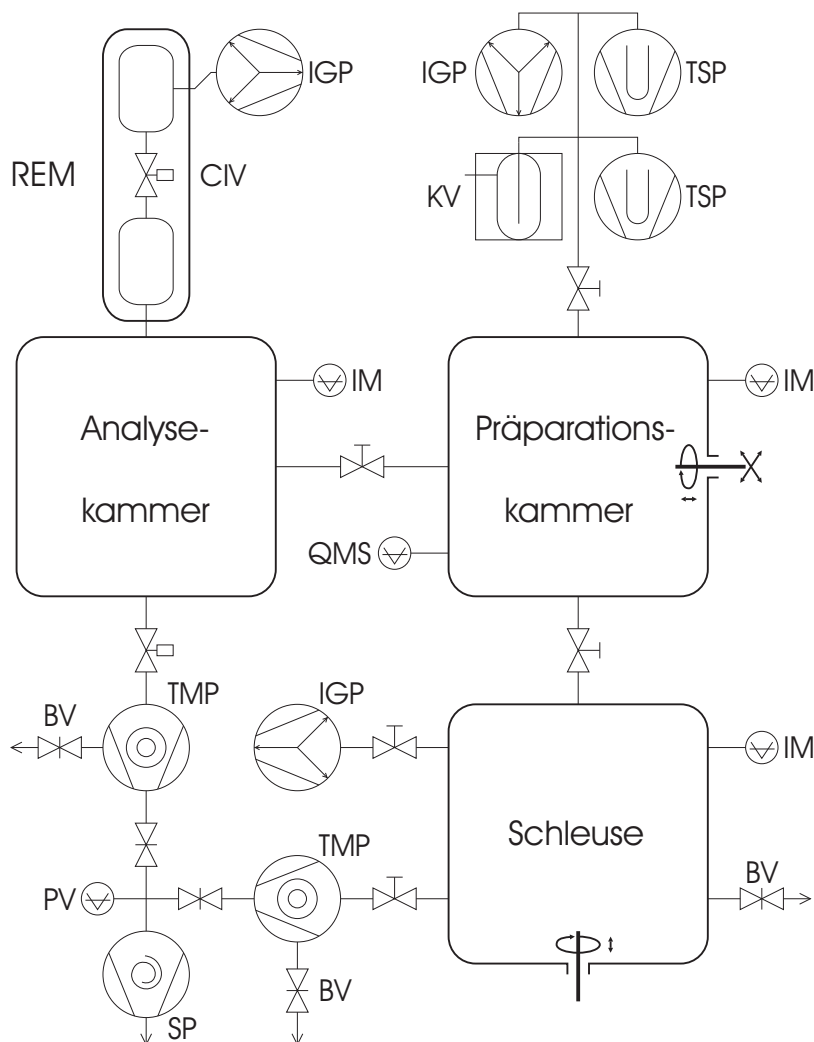 IGP
IGP
TSP
REM
CIV
KV
TSP
IM
IM
Analyse-
kammer
Präparations-
kammer
QMS
TMP
BV
IGP
IM
Schleuse
TMP
PV
BV
BV
SP